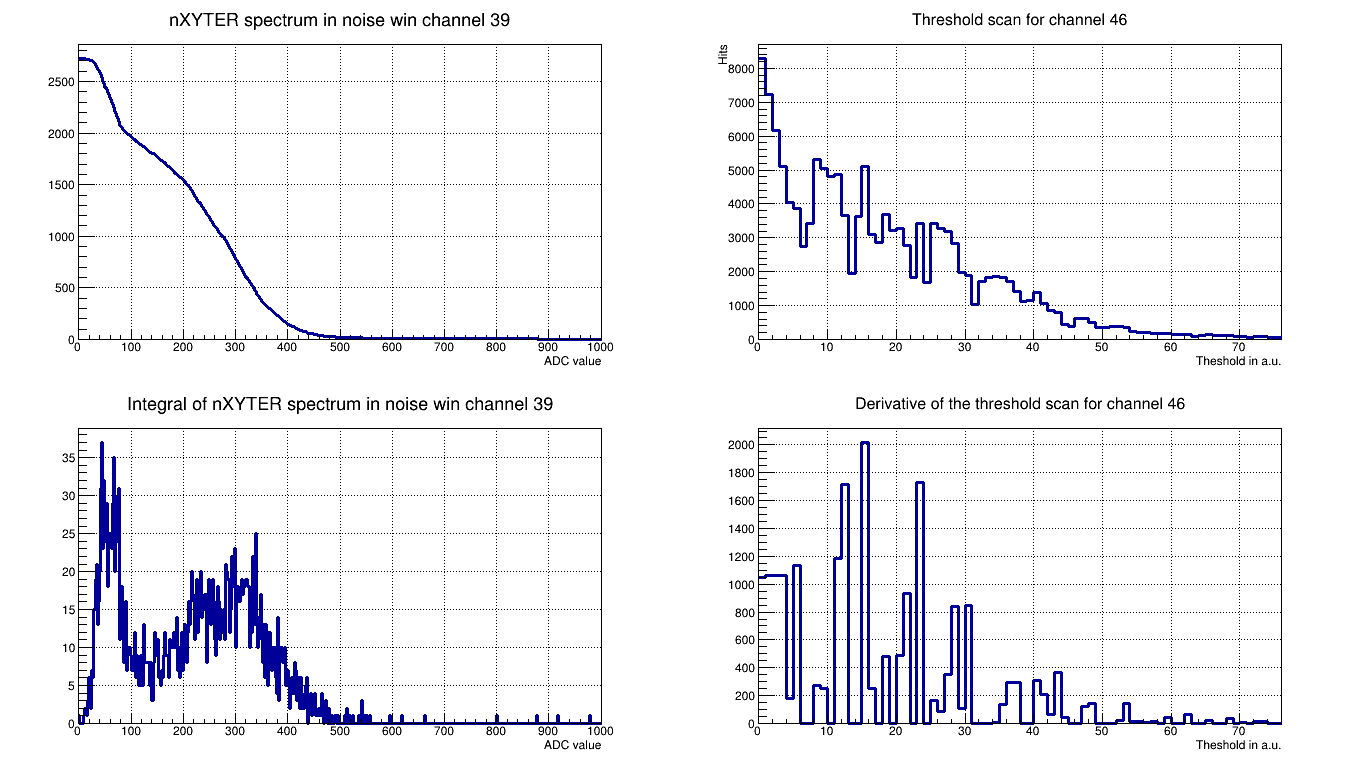 nXYTER spectrum in noise win channel 39
2500
2000
1500
1000
500
0
0 100 200 300 400 500 600 700 800 900 1000
ADC value
Threshold scan for channel 46
Hits
8000
7000
6000
5000
4000
3000
2000
1000
0
0 10 20 30 40 50 60 70
Theshold in a.u.
Integral of nXYTER spectrum in noise win channel 39
35
30
25
20
15
10
5
0
0 100 200 300 400 500 600 700 800 900 1000
ADC value
Derivative of the threshold scan for channel 46
2000
1800
1600
1400
1200
1000
800
600
400
200
0
0 10 20 30 40 50 60 70
Theshold in a.u.